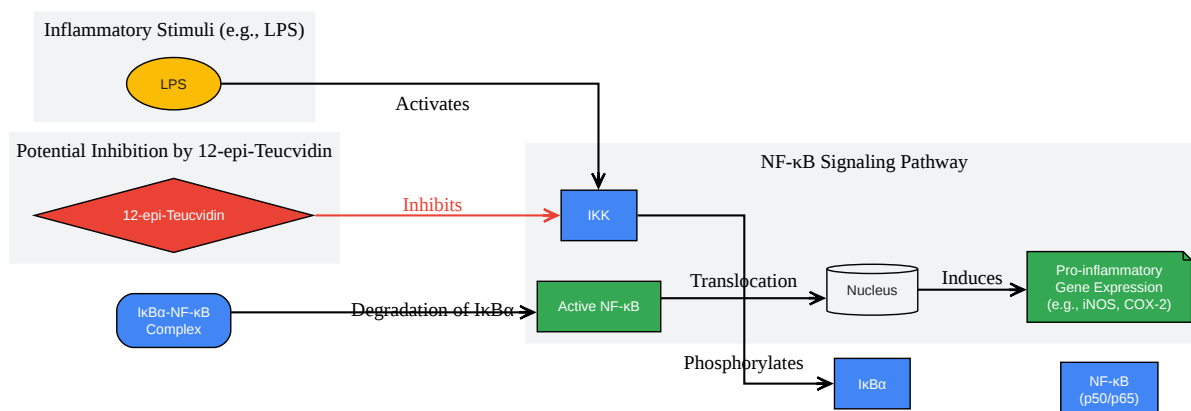 Inflammatory Stimuli (e.g., LPS)
LPS
Activates
Potential Inhibition by 12-epi-Teucvidin
NF-κB Signaling Pathway
12-epi-Teucvidin
Inhibits
IKK
IκBα-NF-κB
Complex
Degradation of IκBα
Active NF-κB
Translocation
Nucleus
Induces
Pro-inflammatory
Gene Expression
(e.g., iNOS, COX-2)
Phosphorylates
IκBα
NF-κB
(p50/p65)